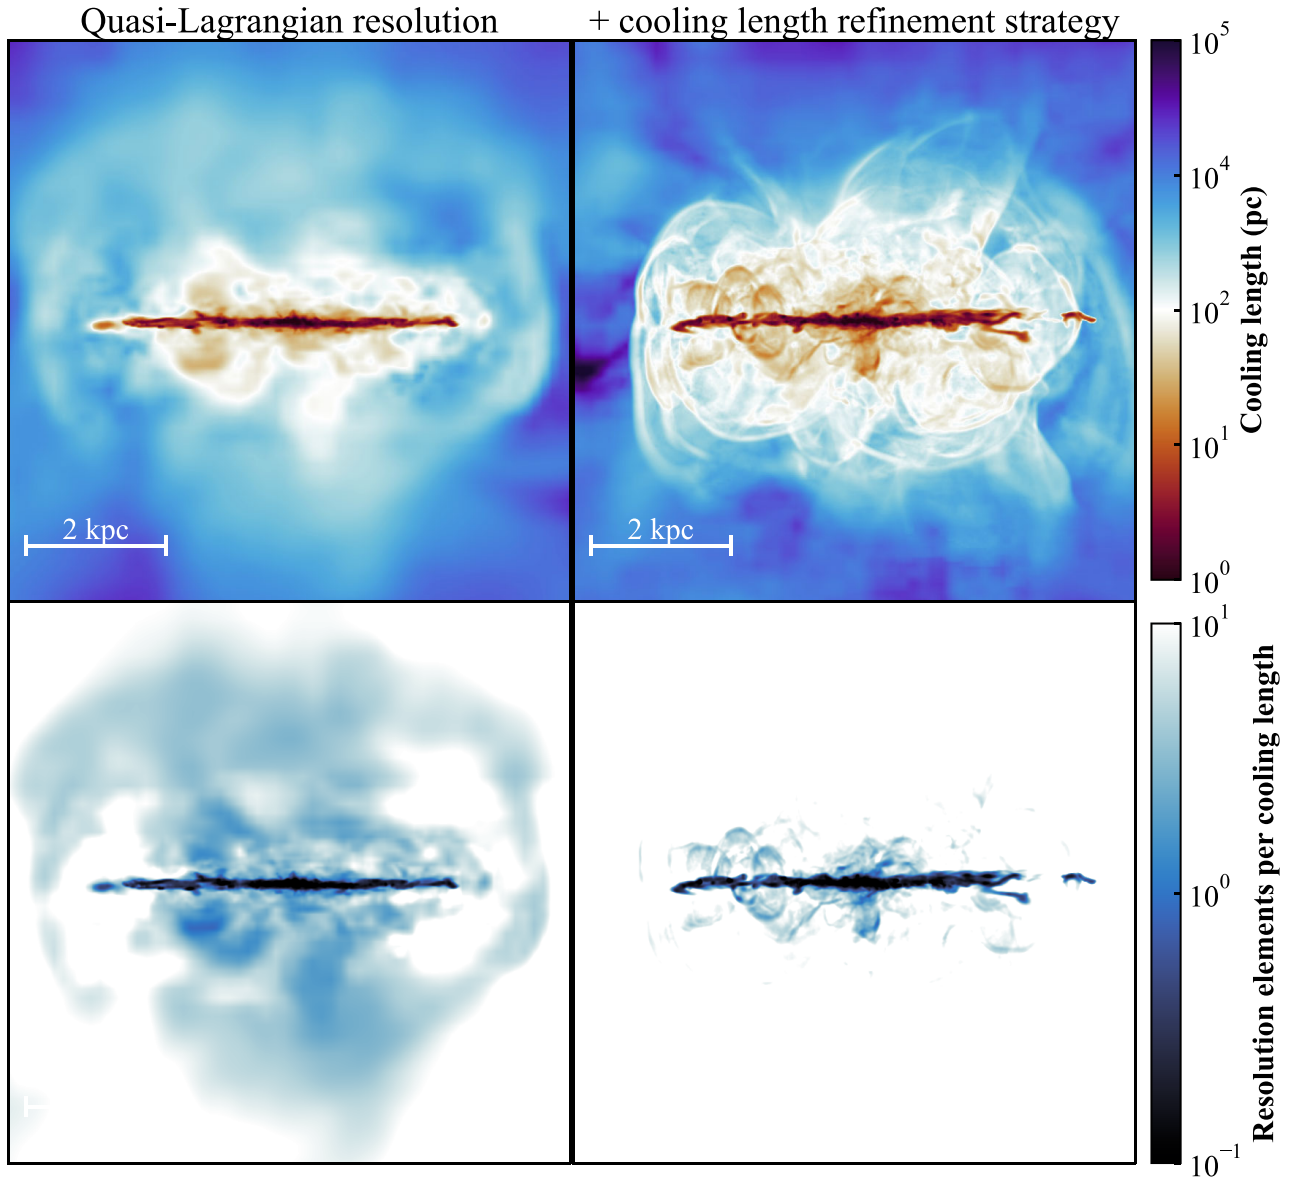 Quasi-Lagrangian resolution
+ cooling length refinement strategy
2 kpc
2 kpc
10^5
10^4
10^2
10^1
10^0
Cooling length (pc)
10^1
10^0
10^−1
Resolution elements per cooling length